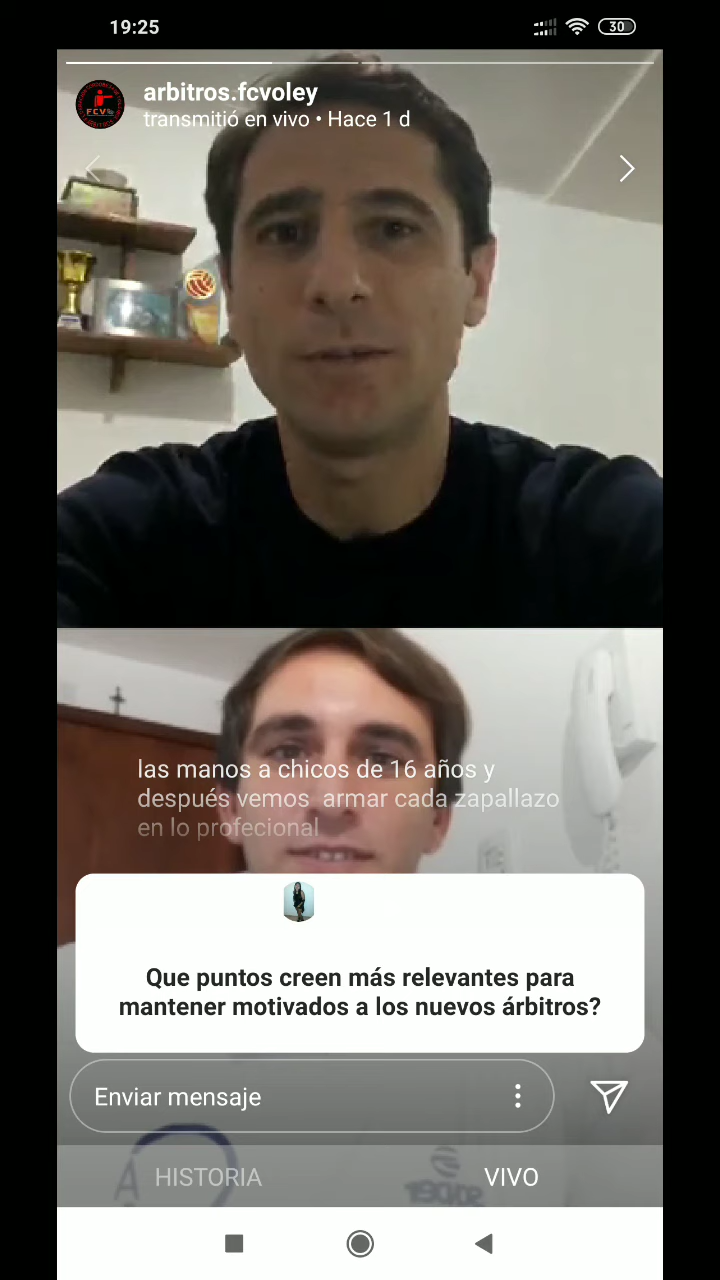 19:25
30
arbitros.fcvoley
transmitió en vivo • Hace 1 d
FCV
las manos a chicos de 16 años y
después vemos armar cada zapallazo
en lo profecional
Que puntos creen más relevantes para
mantener motivados a los nuevos árbitros?
Enviar mensaje
HISTORIA
VIVO